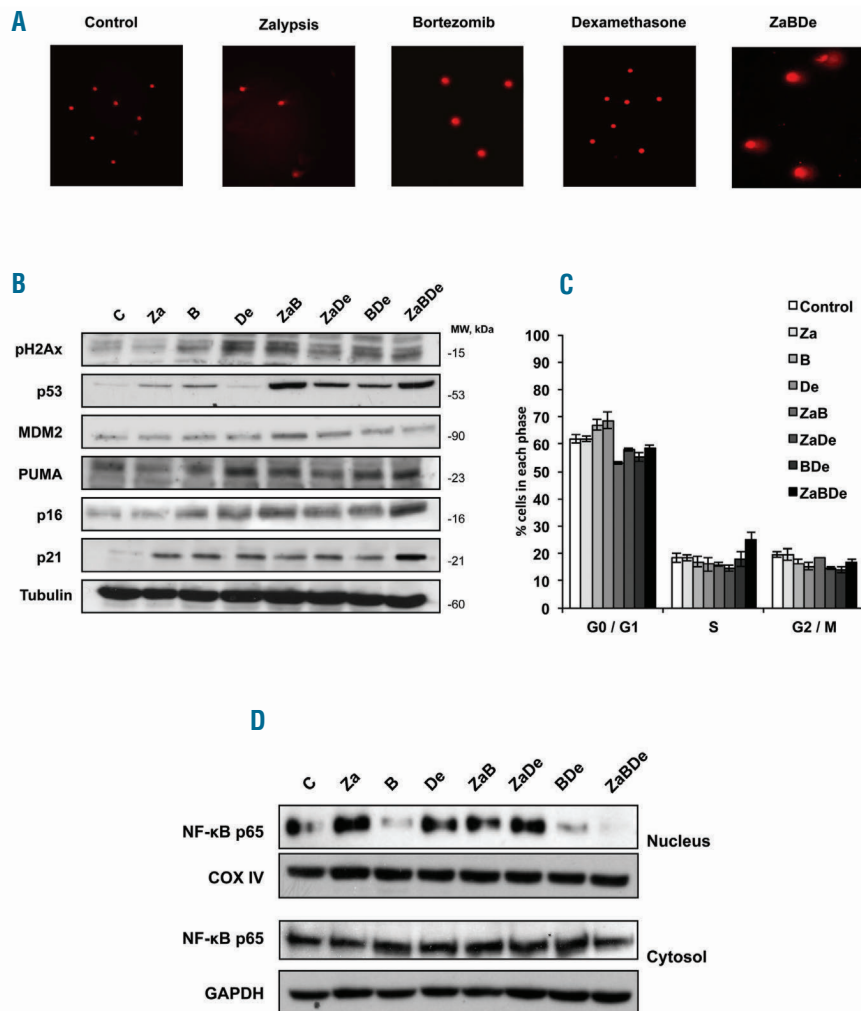 A
Control Zalypsis Bortezomib Dexamethasone ZaBDe
B
C Za B De ZaB ZaDe BDe ZaBDe
MW, kDa
pH2Ax -15
p53 -53
MDM2 -90
PUMA -23
p16 -16
p21 -21
Tubulin -60
C
Control
Za
B
De
ZaB
ZaDe
BDe
ZaBDe
% cells in each phase
100
90
80
70
60
50
40
30
20
10
0
G0 / G1 S G2 / M
D
C Za B De ZaB ZaDe BDe ZaBDe
NF-κB p65 Nucleus
COX IV
NF-κB p65 Cytosol
GAPDH